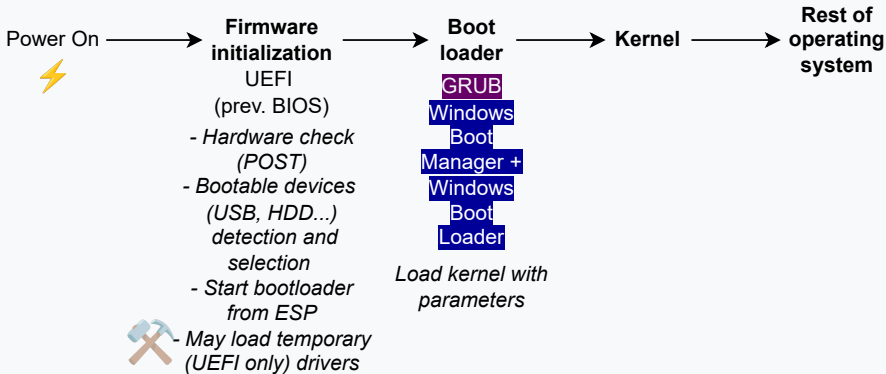 Power On
Firmware
initialization
UEFI
(prev. BIOS)
- Hardware check
(POST)
- Bootable devices
(USB, HDD...)
detection and
selection
- Start bootloader
from ESP
- May load temporary
(UEFI only) drivers
Boot
loader
GRUB
Windows
Boot
Manager +
Windows
Boot
Loader
Load kernel with
parameters
Kernel
Rest of
operating
system